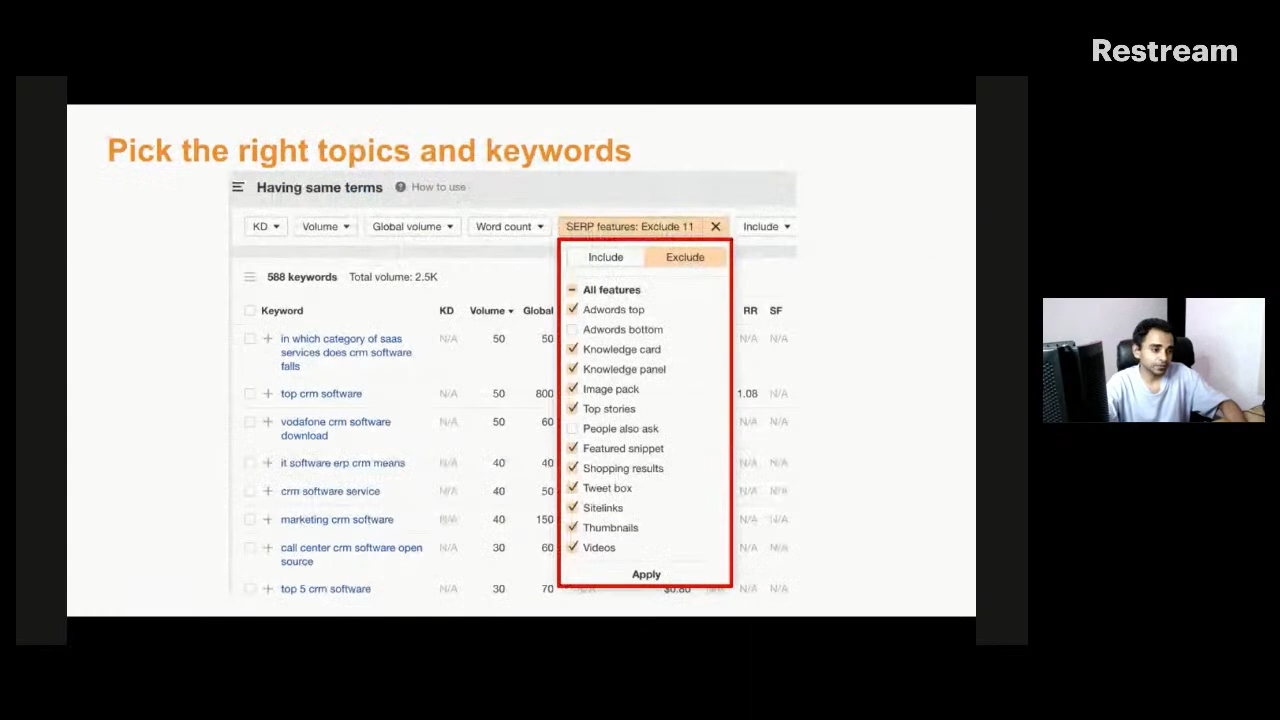 Restream
Pick the right topics and keywords
Having same terms How to use
KD Volume Global volume Word count SERP features: Exclude 11 Include
Include Exclude
588 keywords Total volume: 2.5K
All features
Keyword KD Volume Global RR SF
Adwords top
Adwords bottom
in which category of saas
services does crm software
falls
N/A 50 50 N/A N/A
Knowledge card
Knowledge panel
top crm software N/A 50 800 1.08 N/A
Image pack
Top stories
vodafone crm software
download
N/A 50 60 N/A N/A
People also ask
Featured snippet
it software erp crm means N/A 40 40 N/A N/A
Shopping results
crm software service N/A 40 50 N/A N/A
Tweet box
Sitelinks
marketing crm software N/A 40 150 N/A N/A
Thumbnails
call center crm software open
source
N/A 30 60 N/A N/A
Videos
Apply
top 5 crm software N/A 30 70 N/A $0.80 N/A N/A N/A